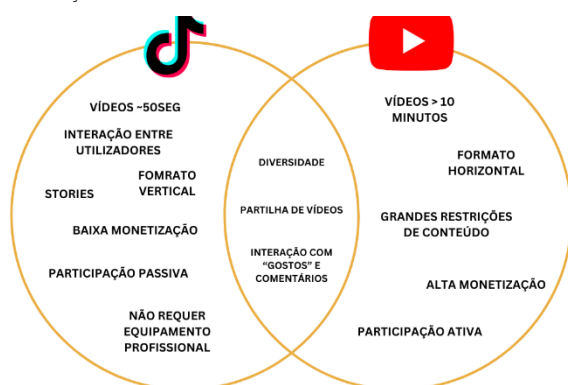 VÍDEOS ~50SEG
INTERAÇÃO ENTRE
UTILIZADORES
FOMRATO
VERTICAL
STORIES
BAIXA MONETIZAÇÃO
PARTICIPAÇÃO PASSIVA
NÃO REQUER
EQUIPAMENTO
PROFISSIONAL
DIVERSIDADE
PARTILHA DE VÍDEOS
INTERAÇÃO COM
“GOSTOS” E
COMENTÁRIOS
VÍDEOS > 10
MINUTOS
FORMATO
HORIZONTAL
GRANDES RESTRIÇÕES
DE CONTEÚDO
ALTA MONETIZAÇÃO
PARTICIPAÇÃO ATIVA